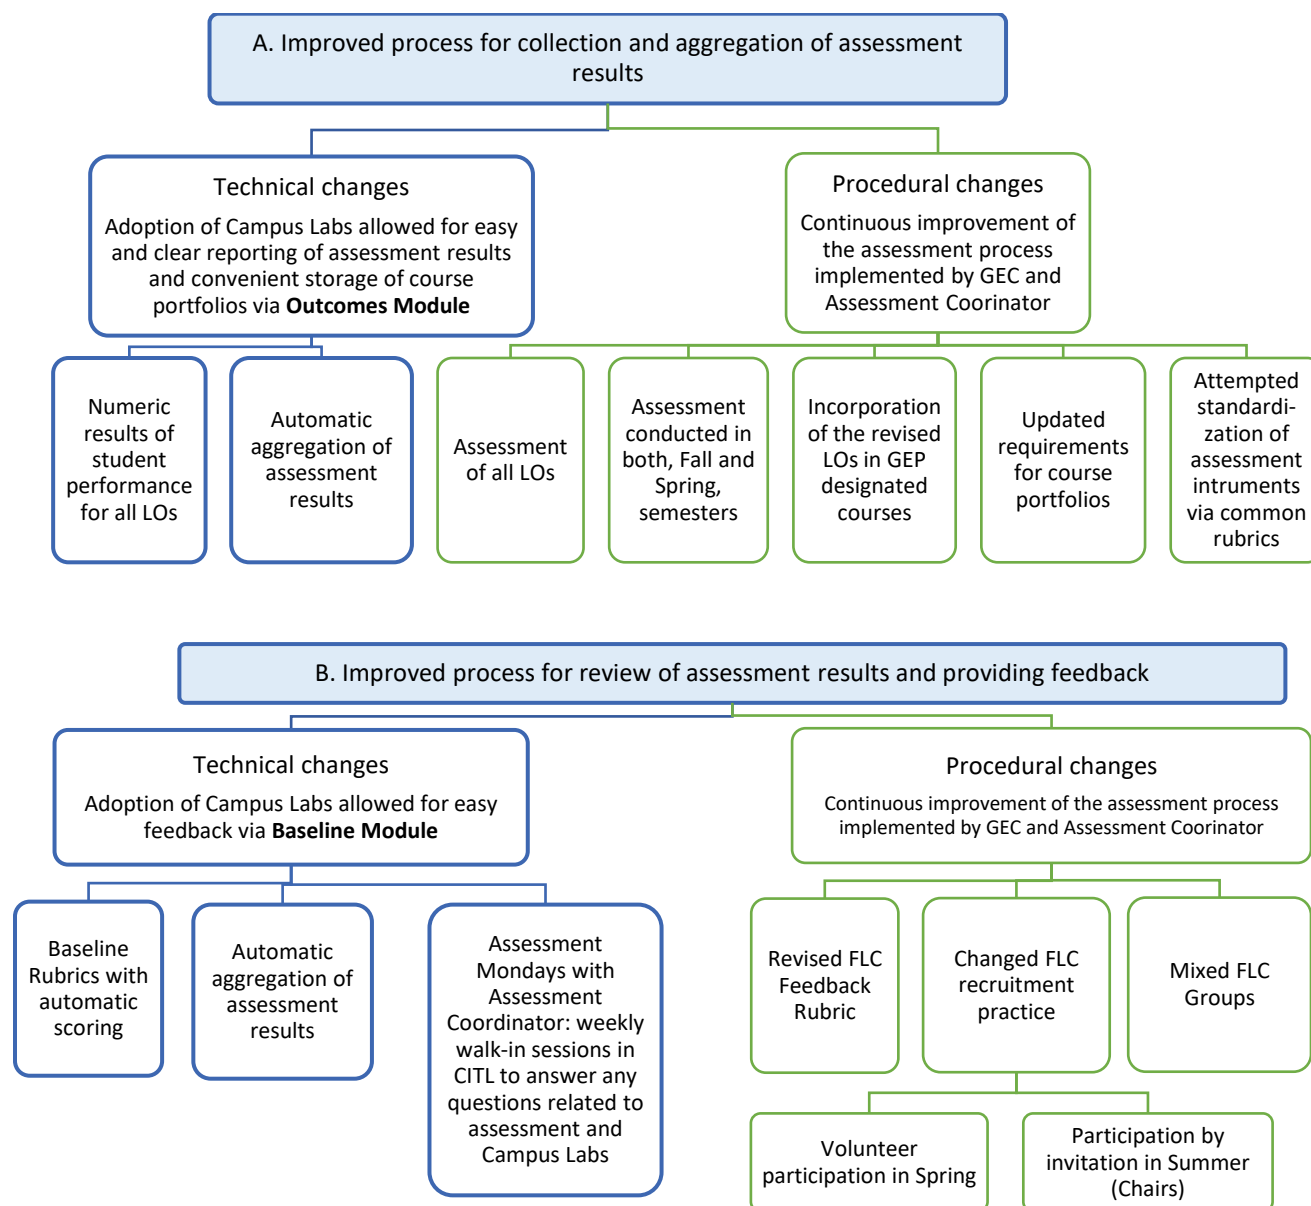 A. Improved process for collection and aggregation of assessment
results
Technical changes
Adoption of Campus Labs allowed for easy
and clear reporting of assessment results
and convenient storage of course
portfolios via Outcomes Module
Procedural changes
Continuous improvement of
the assessment process
implemented by GEC and
Assessment Coorinator
Numeric
results of
student
performance
for all LOs
Automatic
aggregation of
assessment
results
Assessment
of all LOs
Assessment
conducted in
both, Fall and
Spring,
semesters
Incorporation
of the revised
LOs in GEP
designated
courses
Updated
requirements
for course
portfolios
Attempted
standardi-
zation of
assessment
intruments
via common
rubrics
B. Improved process for review of assessment results and providing feedback
Technical changes
Adoption of Campus Labs allowed for easy
feedback via Baseline Module
Procedural changes
Continuous improvement of the assessment process
implemented by GEC and Assessment Coorinator
Baseline
Rubrics with
automatic
scoring
Automatic
aggregation of
assessment
results
Assessment
Mondays with
Assessment
Coordinator: weekly
walk-in sessions in
CITL to answer any
questions related to
assessment and
Campus Labs
Revised FLC
Feedback
Rubric
Changed FLC
recruitment
practice
Mixed FLC
Groups
Volunteer
participation in Spring
Participation by
invitation in Summer
(Chairs)